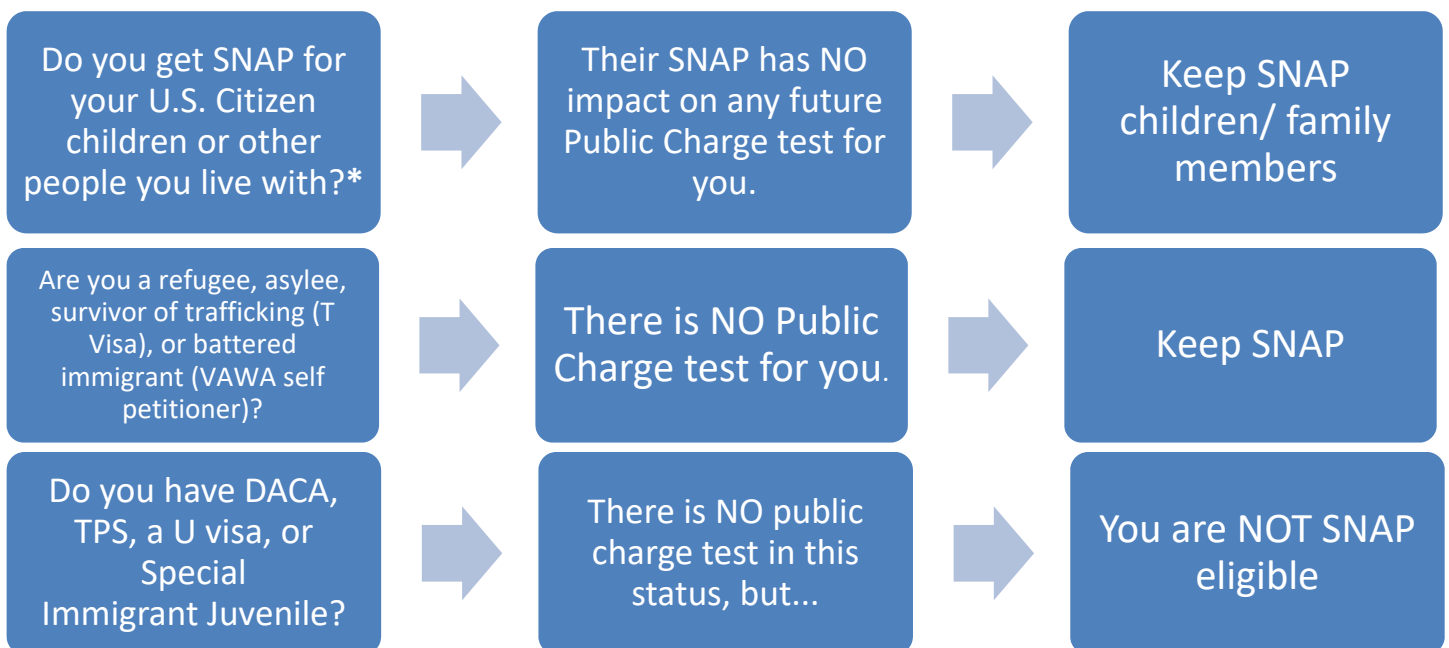 Do you get SNAP for
your U.S. Citizen
children or other
people you live with?*
Their SNAP has NO
impact on any future
Public Charge test for
you.
Keep SNAP
children/ family
members
Are you a refugee, asylee,
survivor of trafficking (T
Visa), or battered
immigrant (VAWA self
petitioner)?
There is NO Public
Charge test for you.
Keep SNAP
Do you have DACA,
TPS, a U visa, or
Special
Immigrant Juvenile?
There is NO public
charge test in this
status, but...
You are NOT SNAP
eligible